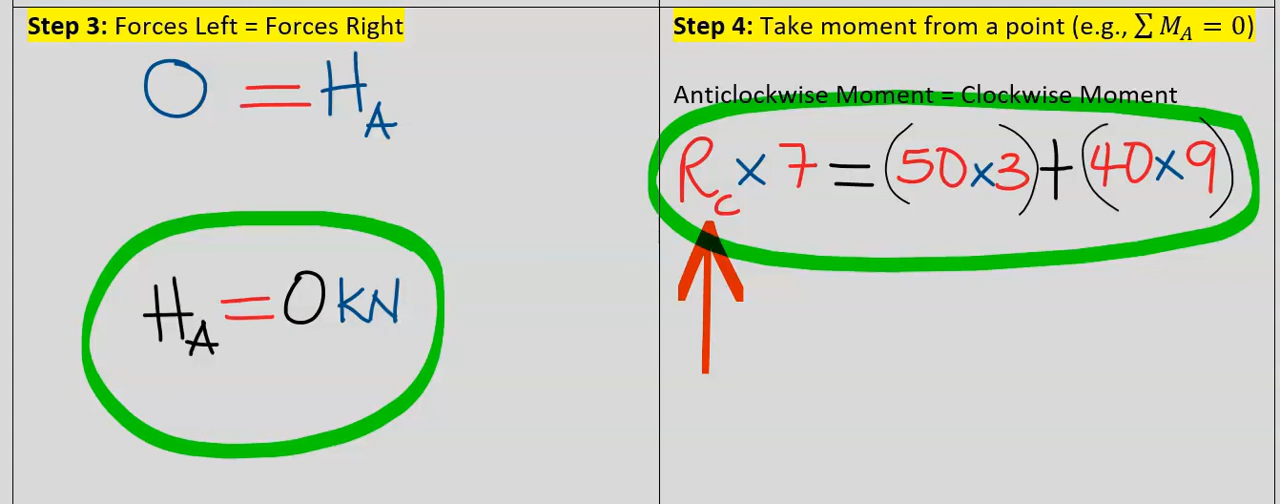 Step 3: Forces Left = Forces Right
O = H_A
H_A = O KN
Step 4: Take moment from a point (e.g., ∑ M_A = 0)
Anticlockwise Moment = Clockwise Moment
R_C × 7 = (50 × 3) + (40 × 9)